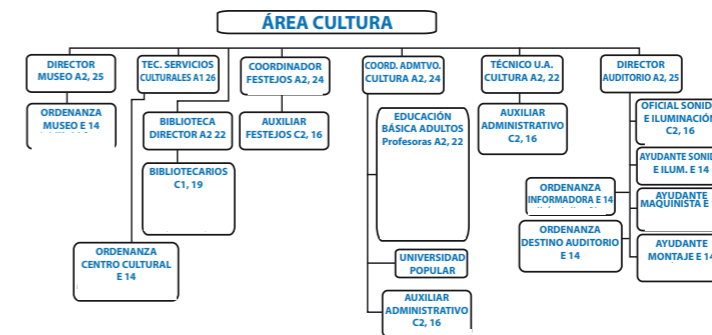 ÁREA CULTURA
DIRECTOR
MUSEO A2, 25
TEC. SERVICIOS
CULTURALES A1 26
COORDINADOR
FESTEJOS A2, 24
COORD. ADMTVO.
CULTURA A2, 24
TÉCNICO U.A.
CULTURA A2, 22
DIRECTOR
AUDITORIO A2, 25
ORDENANZA
MUSEO E 14
BIBLIOTECA
DIRECTOR A2 22
AUXILIAR
FESTEJOS C2, 16
EDUCACIÓN
BÁSICA ADULTOS
Profesoras A2, 22
AUXILIAR
ADMINISTRATIVO
C2, 16
OFICIAL SONID
E ILUMINACIÓN
C2, 16
BIBLIOTECARIOS
C1, 19
AYUDANTE SONID
E ILUM. E 14
ORDENANZA
INFORMADORA E 14
AYUDANTE
MAQUINISTA E
ORDENANZA
DESTINO AUDITORIO
E 14
AYUDANTE
MONTAJE E 14
ORDENANZA
CENTRO CULTURAL
E 14
UNIVERSIDAD
POPULAR
AUXILIAR
ADMINISTRATIVO
C2, 16